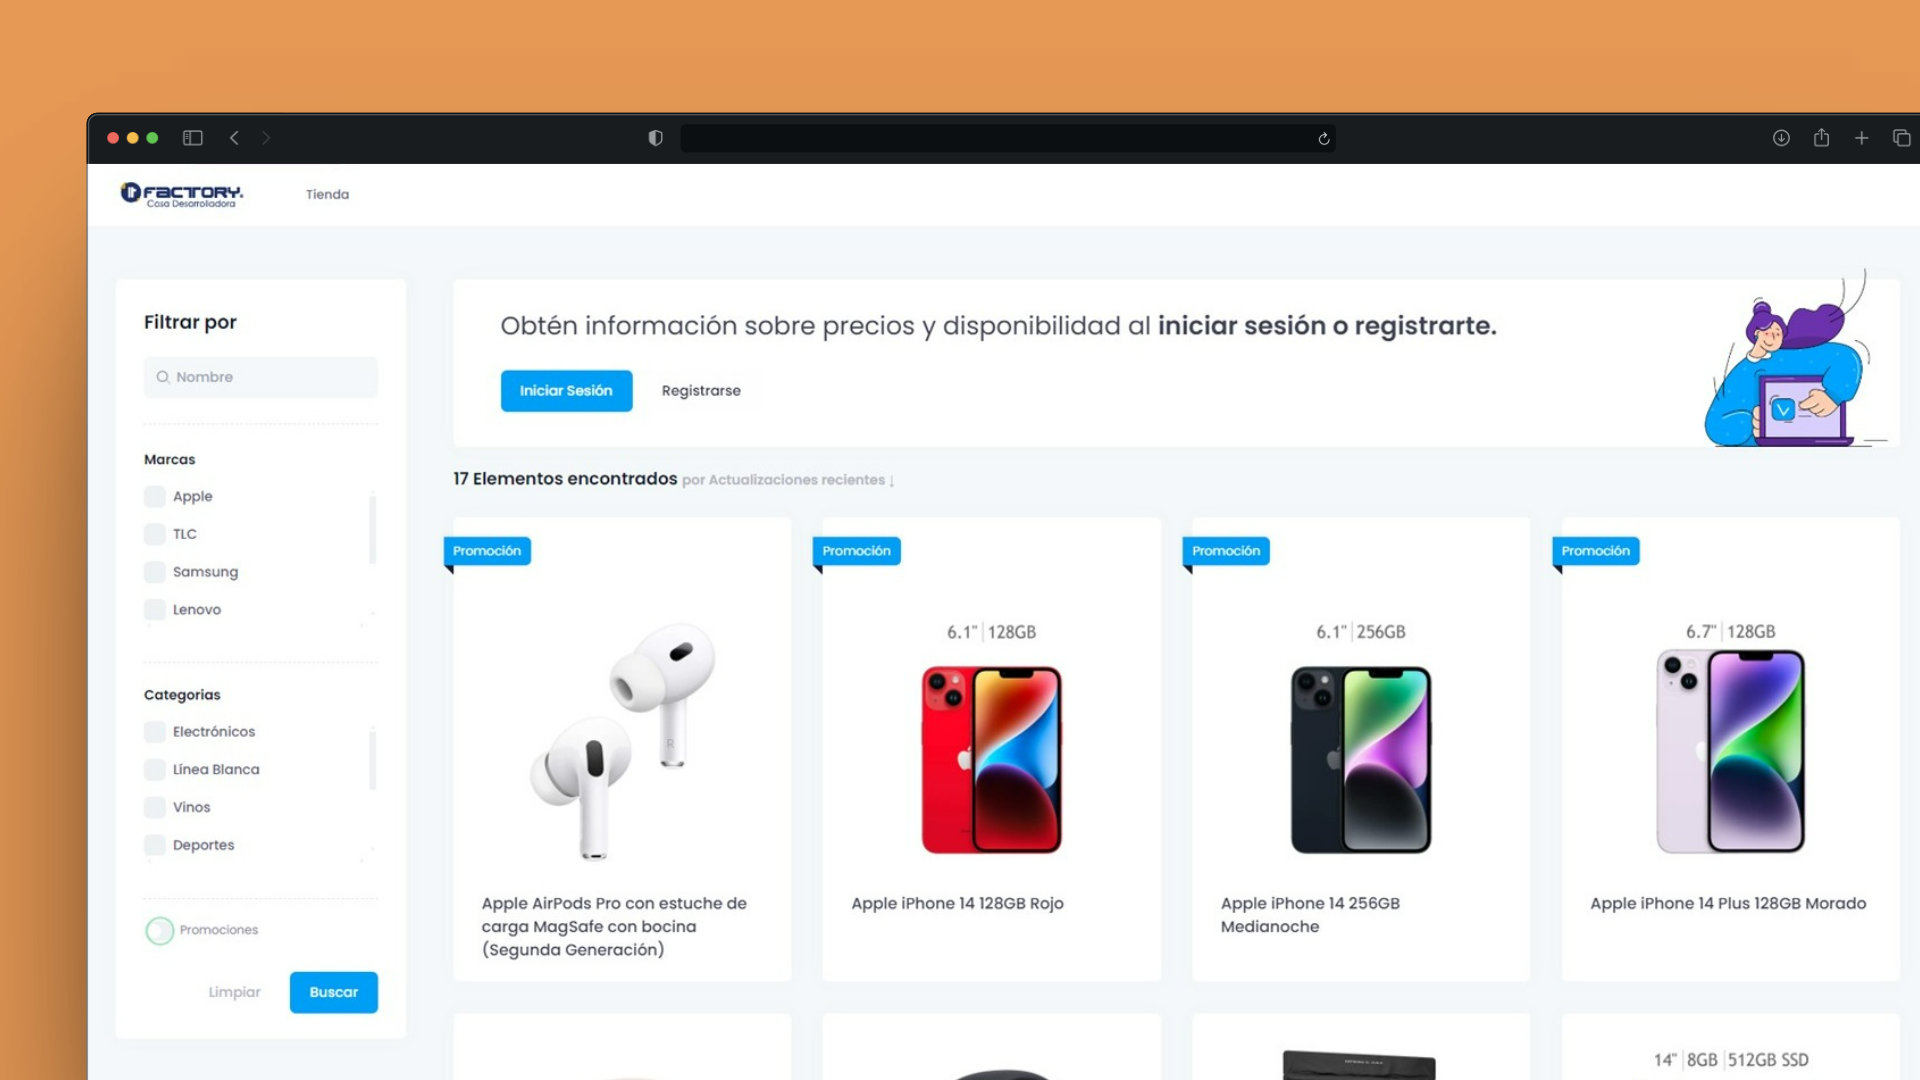 FACTORY.
Casa Desarrolladora
Tienda
Filtrar por
Nombre
Marcas
Apple
TLC
Samsung
Lenovo
Categorias
Electrónicos
Línea Blanca
Vinos
Deportes
Promociones
Limpiar
Buscar
Obtén información sobre precios y disponibilidad al iniciar sesión o registrarte.
Iniciar Sesión
Registrarse
17 Elementos encontrados por Actualizaciones recientes ↓
Promoción
Apple AirPods Pro con estuche de
carga MagSafe con bocina
(Segunda Generación)
Promoción
6.1" | 128GB
Apple iPhone 14 128GB Rojo
Promoción
6.1" | 256GB
Apple iPhone 14 256GB
Medianoche
Promoción
6.7" | 128GB
Apple iPhone 14 Plus 128GB Morado
14" | 8GB | 512GB SSD